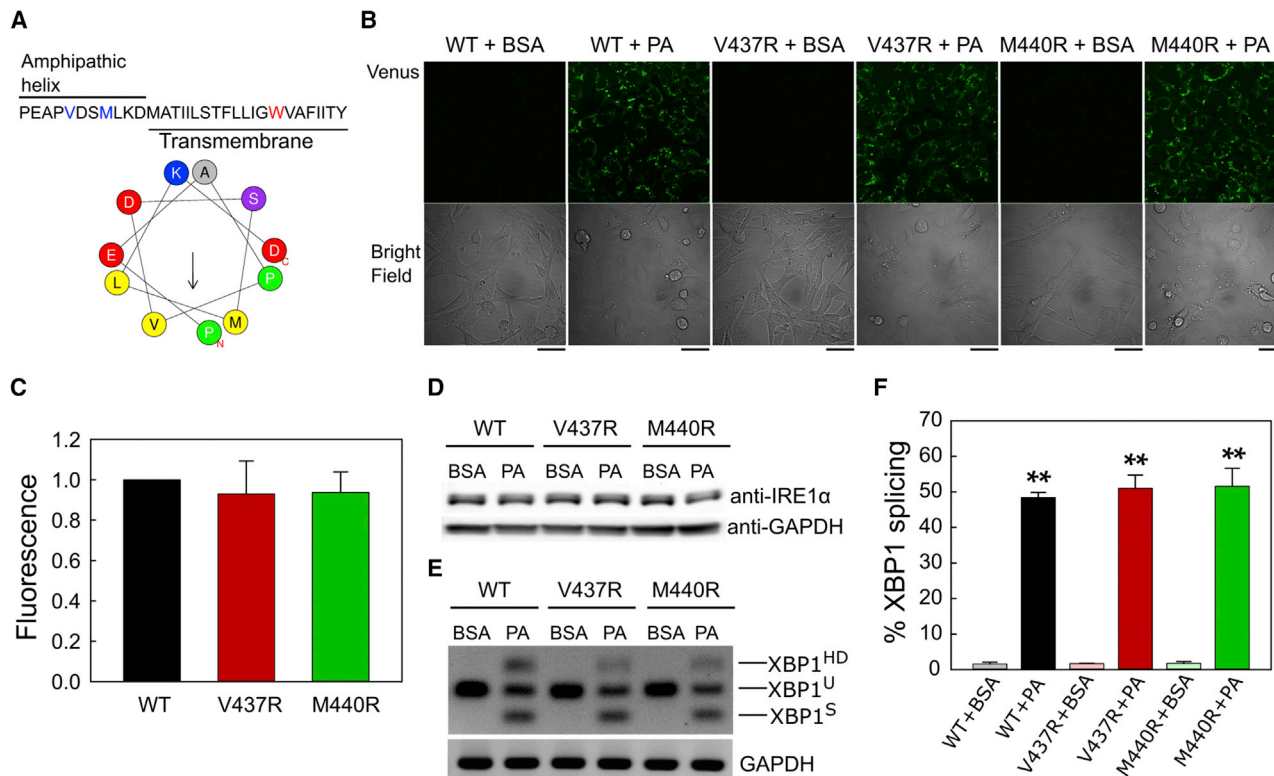 A
Amphipathic
helix
PEAPVDSMLKDMATIILSTFLLIGWVAFIITY
Transmembrane
K
A
D
S
E
D
C
L
P
V
P
N
M
B
WT + BSA
WT + PA
V437R + BSA
V437R + PA
M440R + BSA
M440R + PA
Venus
Bright
Field
C
Fluorescence
1.2
1.0
0.8
0.6
0.4
0.2
0.0
WT
V437R
M440R
D
WT
V437R
M440R
BSA PA BSA PA BSA PA
anti-IRE1α
anti-GAPDH
E
WT
V437R
M440R
BSA PA BSA PA BSA PA
XBP1HD
XBP1U
XBP1S
GAPDH
F
% XBP1 splicing
70
60
50
40
30
20
10
0
**
**
**
WT+BSA
WT+PA
V437R+BSA
V437R+PA
M440R+BSA
M440R+PA